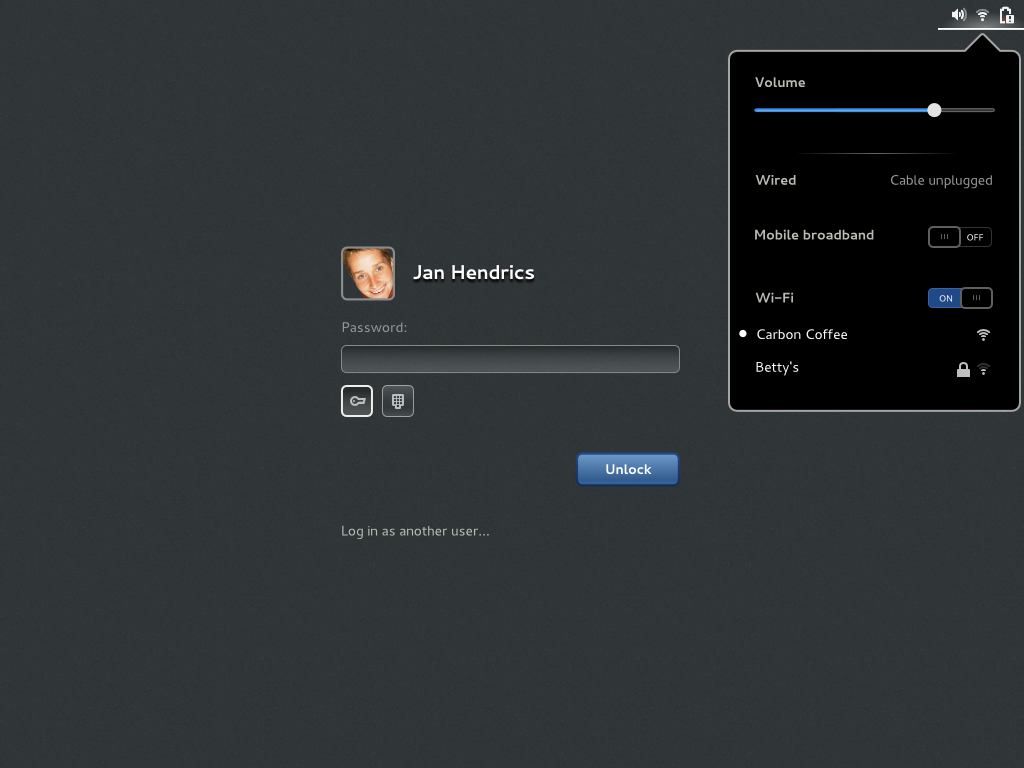 Volume
Wired Cable unplugged
Mobile broadband OFF
Wi-Fi ON
Carbon Coffee
Betty's
Jan Hendrics
Password:
Unlock
Log in as another user...